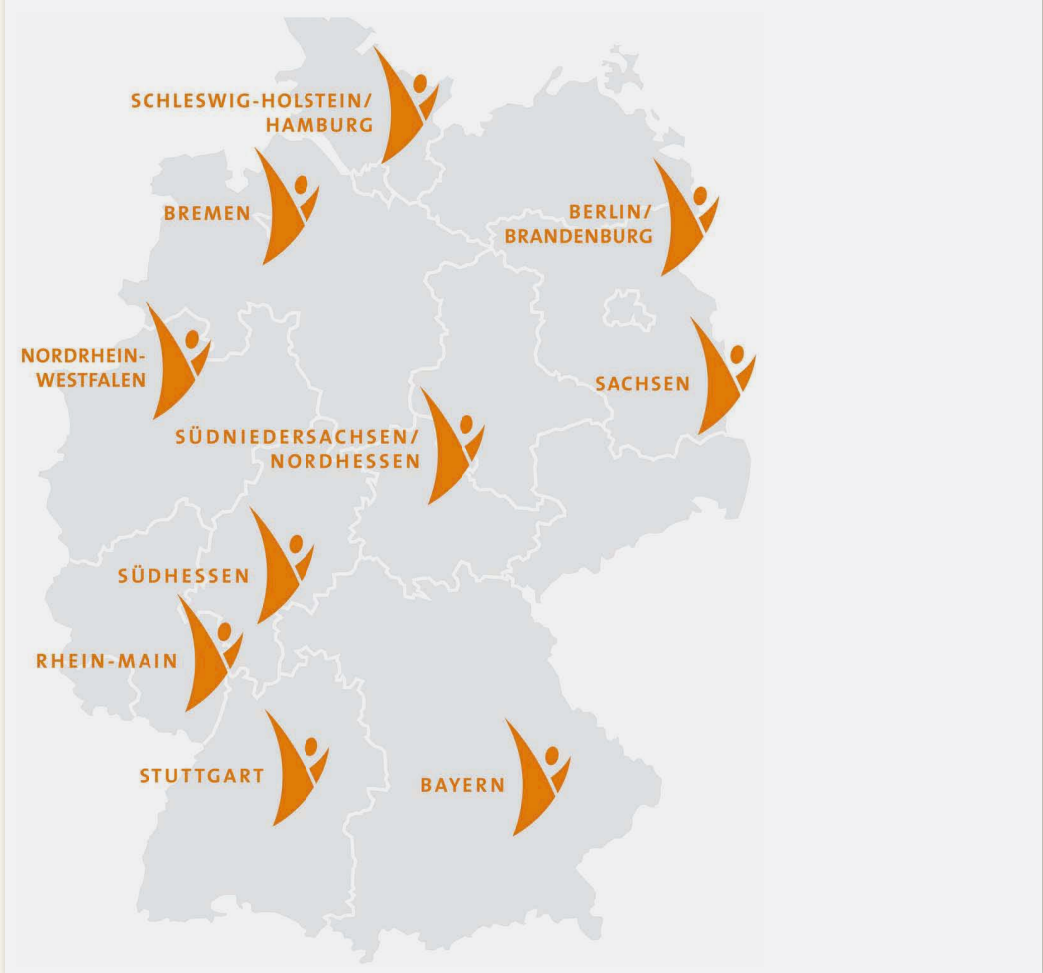 SCHLESWIG-HOLSTEIN/
HAMBURG
BREMEN
BERLIN/
BRANDENBURG
NORDRHEIN-
WESTFALEN
SACHSEN
SÜDNIEDERSACHSEN/
NORDHESSEN
SÜDHESSEN
RHEIN-MAIN
STUTTGART
BAYERN